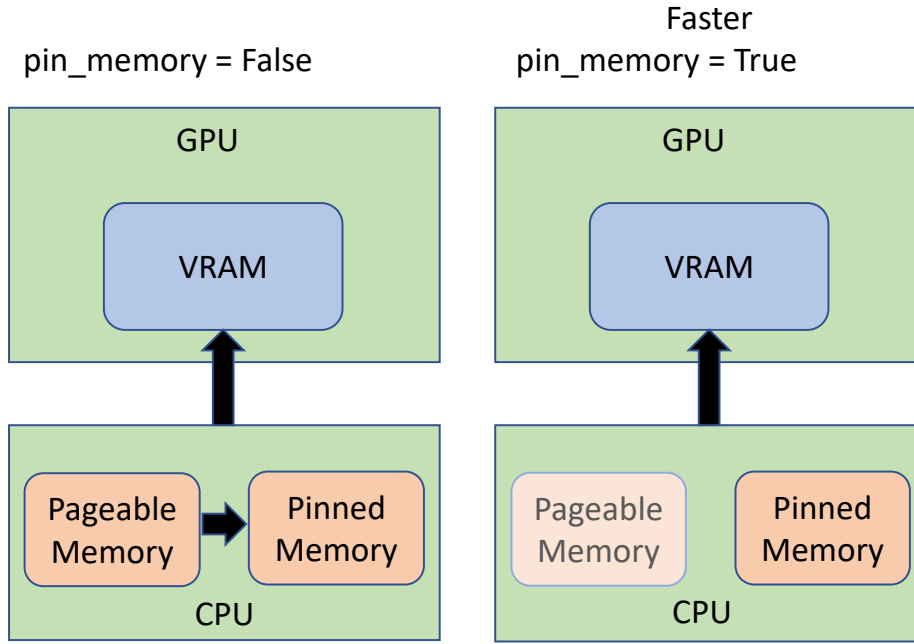 pin_memory = False
GPU
VRAM
Pageable
Memory
Pinned
Memory
CPU
Faster
pin_memory = True
GPU
VRAM
Pageable
Memory
Pinned
Memory
CPU